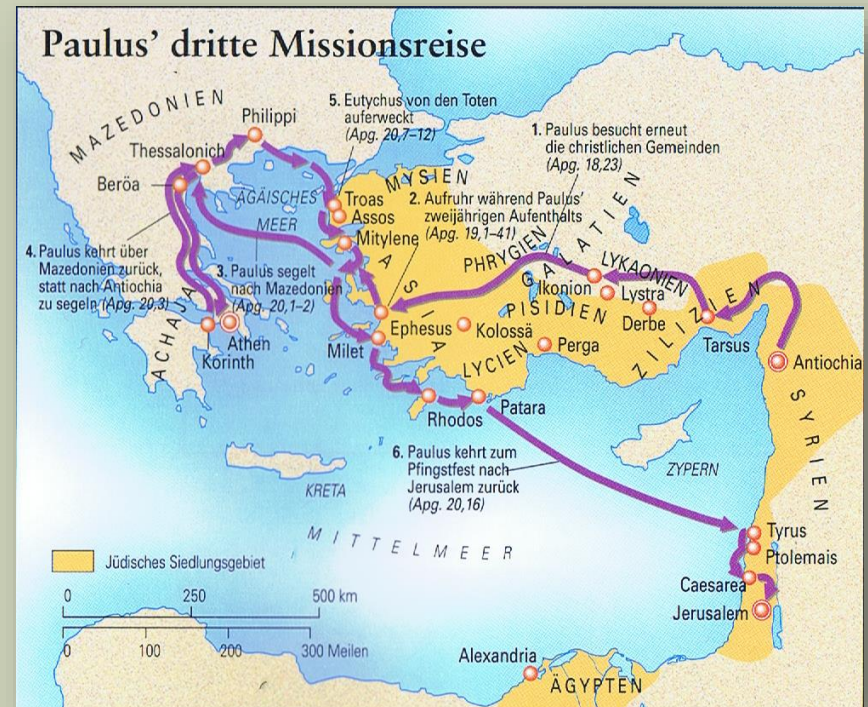 Paulus’ dritte Missionsreise
MAZEDONIEN
Philippi
Thessalonich
Beröa
5. Eutychus von den Toten
auferweckt
(Apg. 20,7–12)
1. Paulus besucht erneut
die christlichen Gemeinden
(Apg. 18,23)
ÄGÄISCHES
MEER
Troas
Assos
Mitylene
MYSIEN
2. Aufruhr während Paulus’
zweijährigen Aufenthalts
(Apg. 19,1–41)
4. Paulus kehrt über
Mazedonien zurück,
statt nach Antiochia
zu segeln (Apg. 20,3)
3. Paulus segelt
nach Mazedonien
(Apg. 20,1–2)
ASIA
PHRYGIEN
GALATIEN
LYKAONIEN
Ikonion
Lystra
Derbe
PISIDIEN
ZILIZIEN
Tarsus
Antiochia
SYRIEN
ACHAJA
Athen
Korinth
Ephesus
Kolossä
Milet
LYCIEN
Perga
Rhodos
Patara
6. Paulus kehrt zum
Pfingstfest nach
Jerusalem zurück
(Apg. 20,16)
ZYPERN
KRETA
MITTELMEER
Tyrus
Ptolemais
Caesarea
Jerusalem
Jüdisches Siedlungsgebiet
0 250 500 km
0 100 200 300 Meilen
Alexandria
ÄGYPTEN